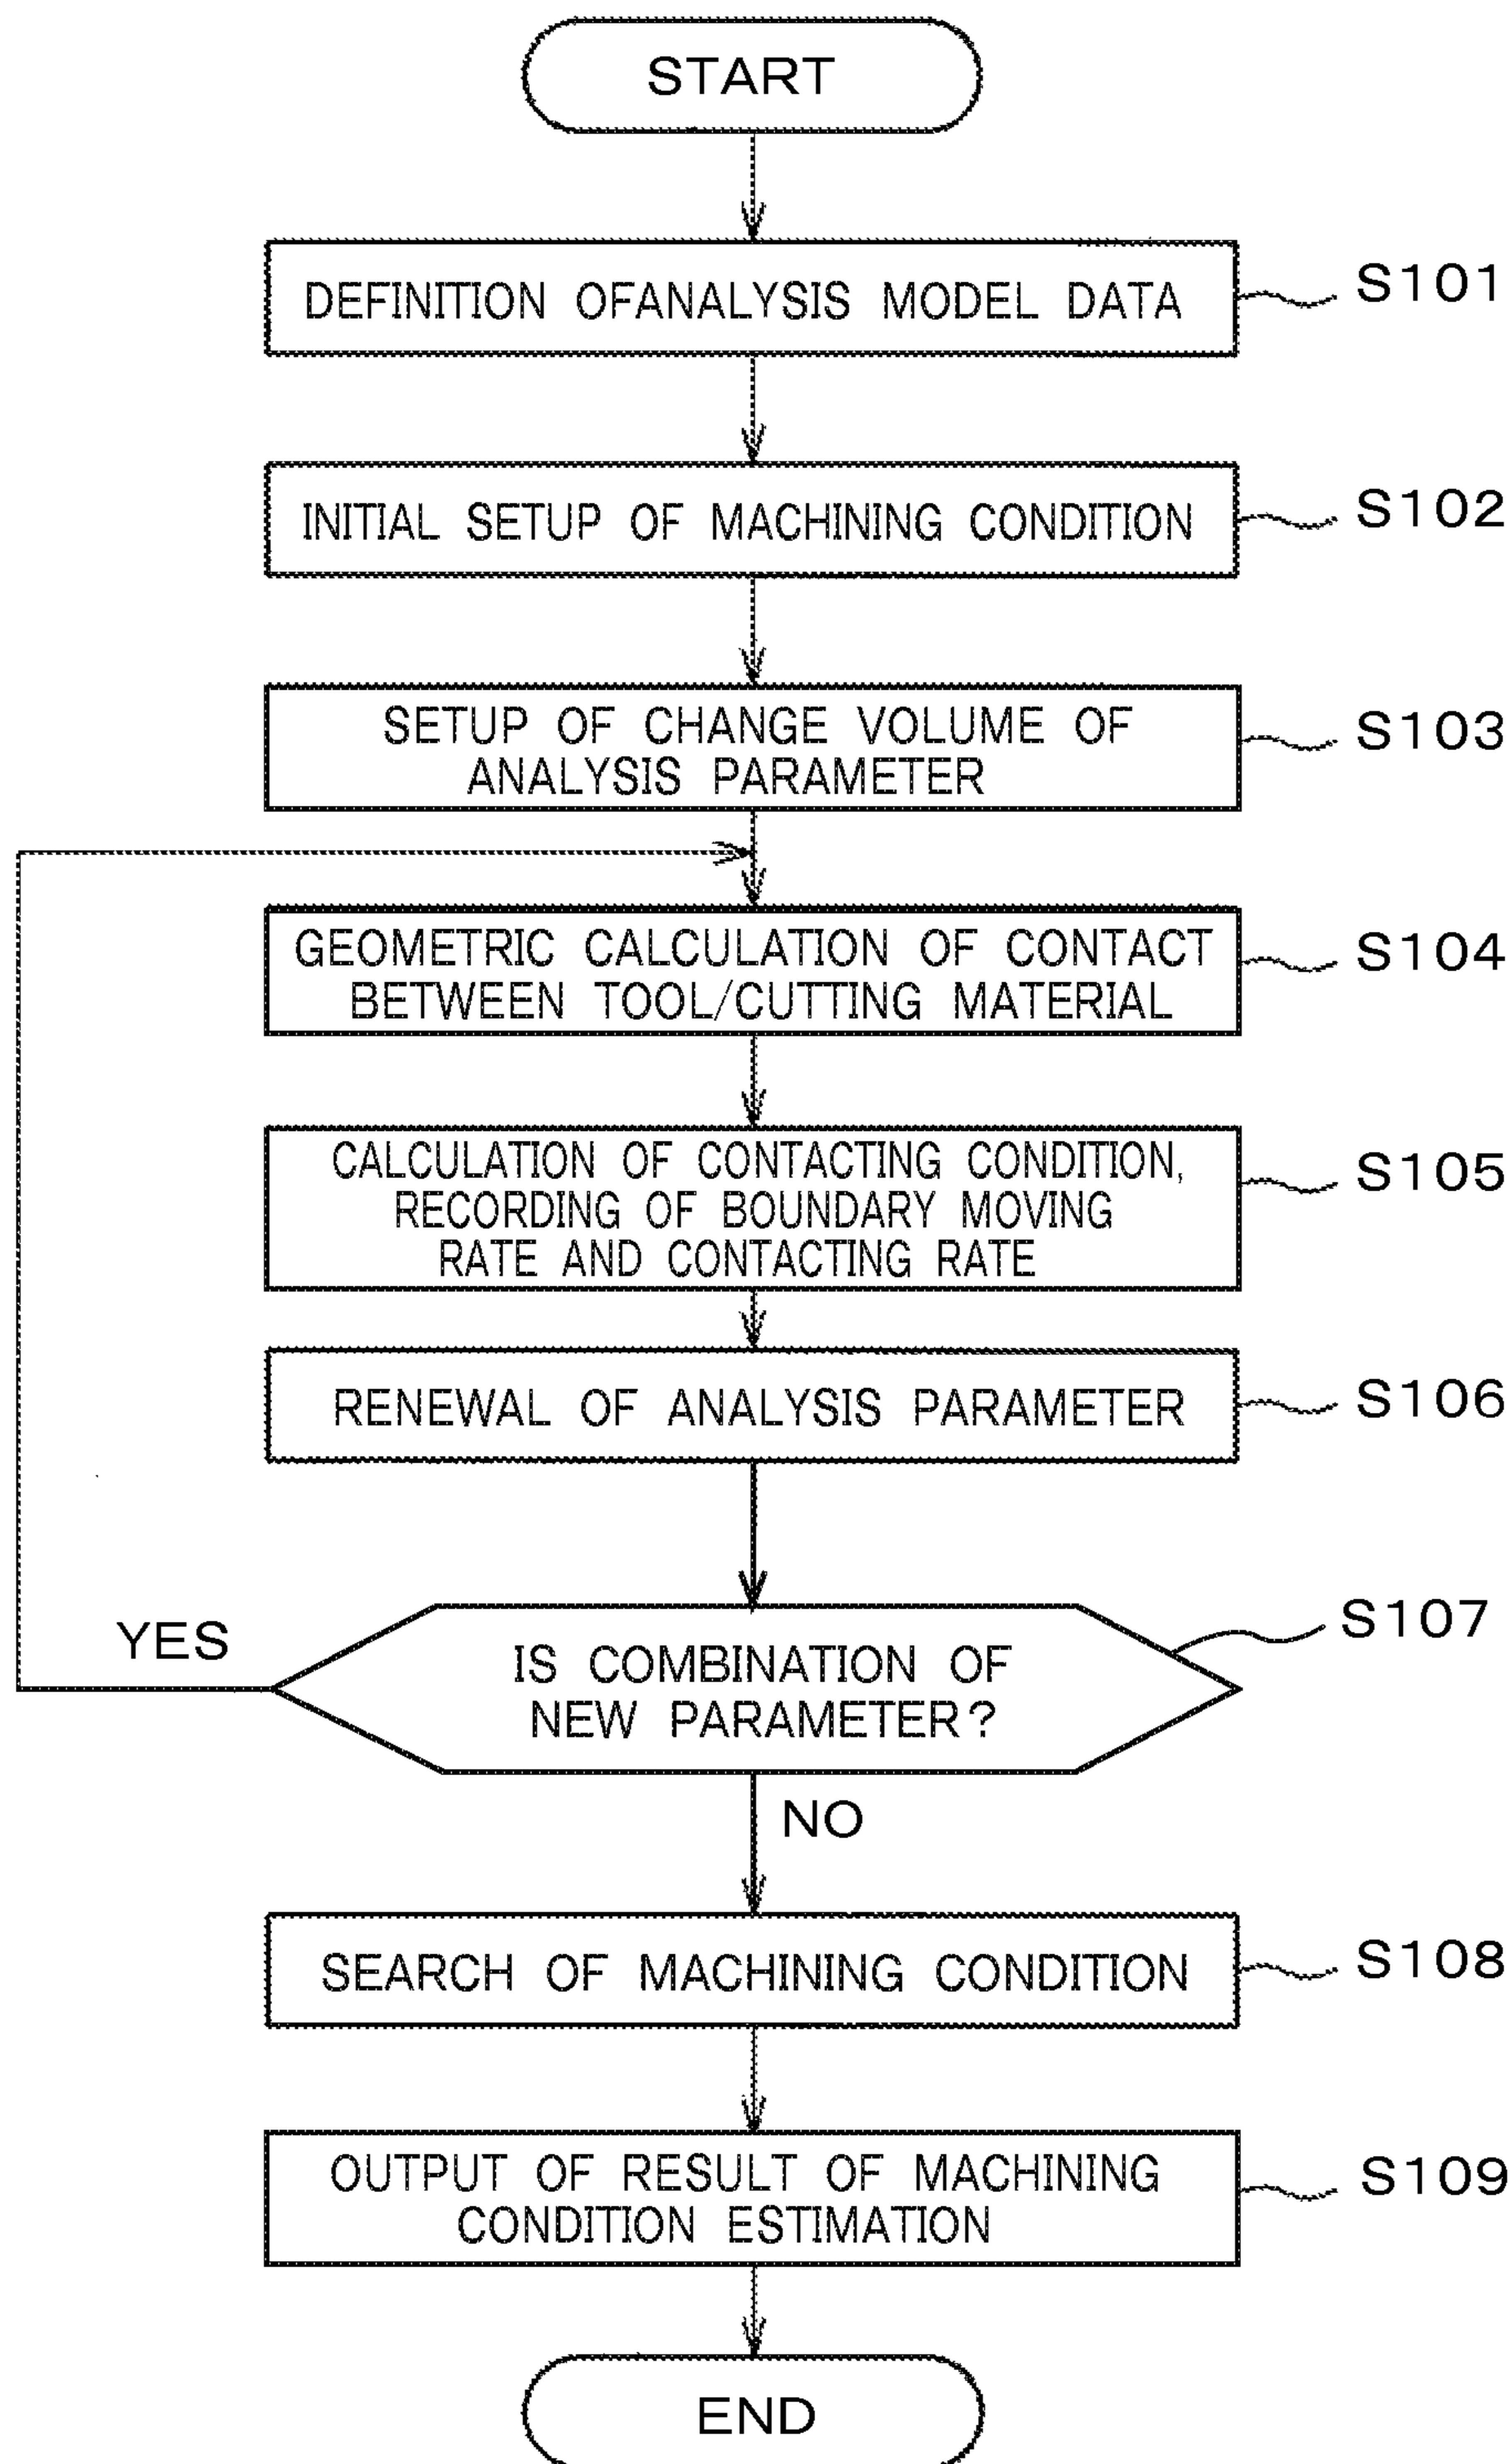 START
DEFINITION OFANALYSIS MODEL DATA
S101
INITIAL SETUP OF MACHINING CONDITION
S102
SETUP OF CHANGE VOLUME OF
ANALYSIS PARAMETER
S103
GEOMETRIC CALCULATION OF CONTACT
BETWEEN TOOL/CUTTING MATERIAL
S104
CALCULATION OF CONTACTING CONDITION,
RECORDING OF BOUNDARY MOVING
RATE AND CONTACTING RATE
S105
RENEWAL OF ANALYSIS PARAMETER
S106
YES
IS COMBINATION OF
NEW PARAMETER?
S107
NO
SEARCH OF MACHINING CONDITION
S108
OUTPUT OF RESULT OF MACHINING
CONDITION ESTIMATION
S109
END